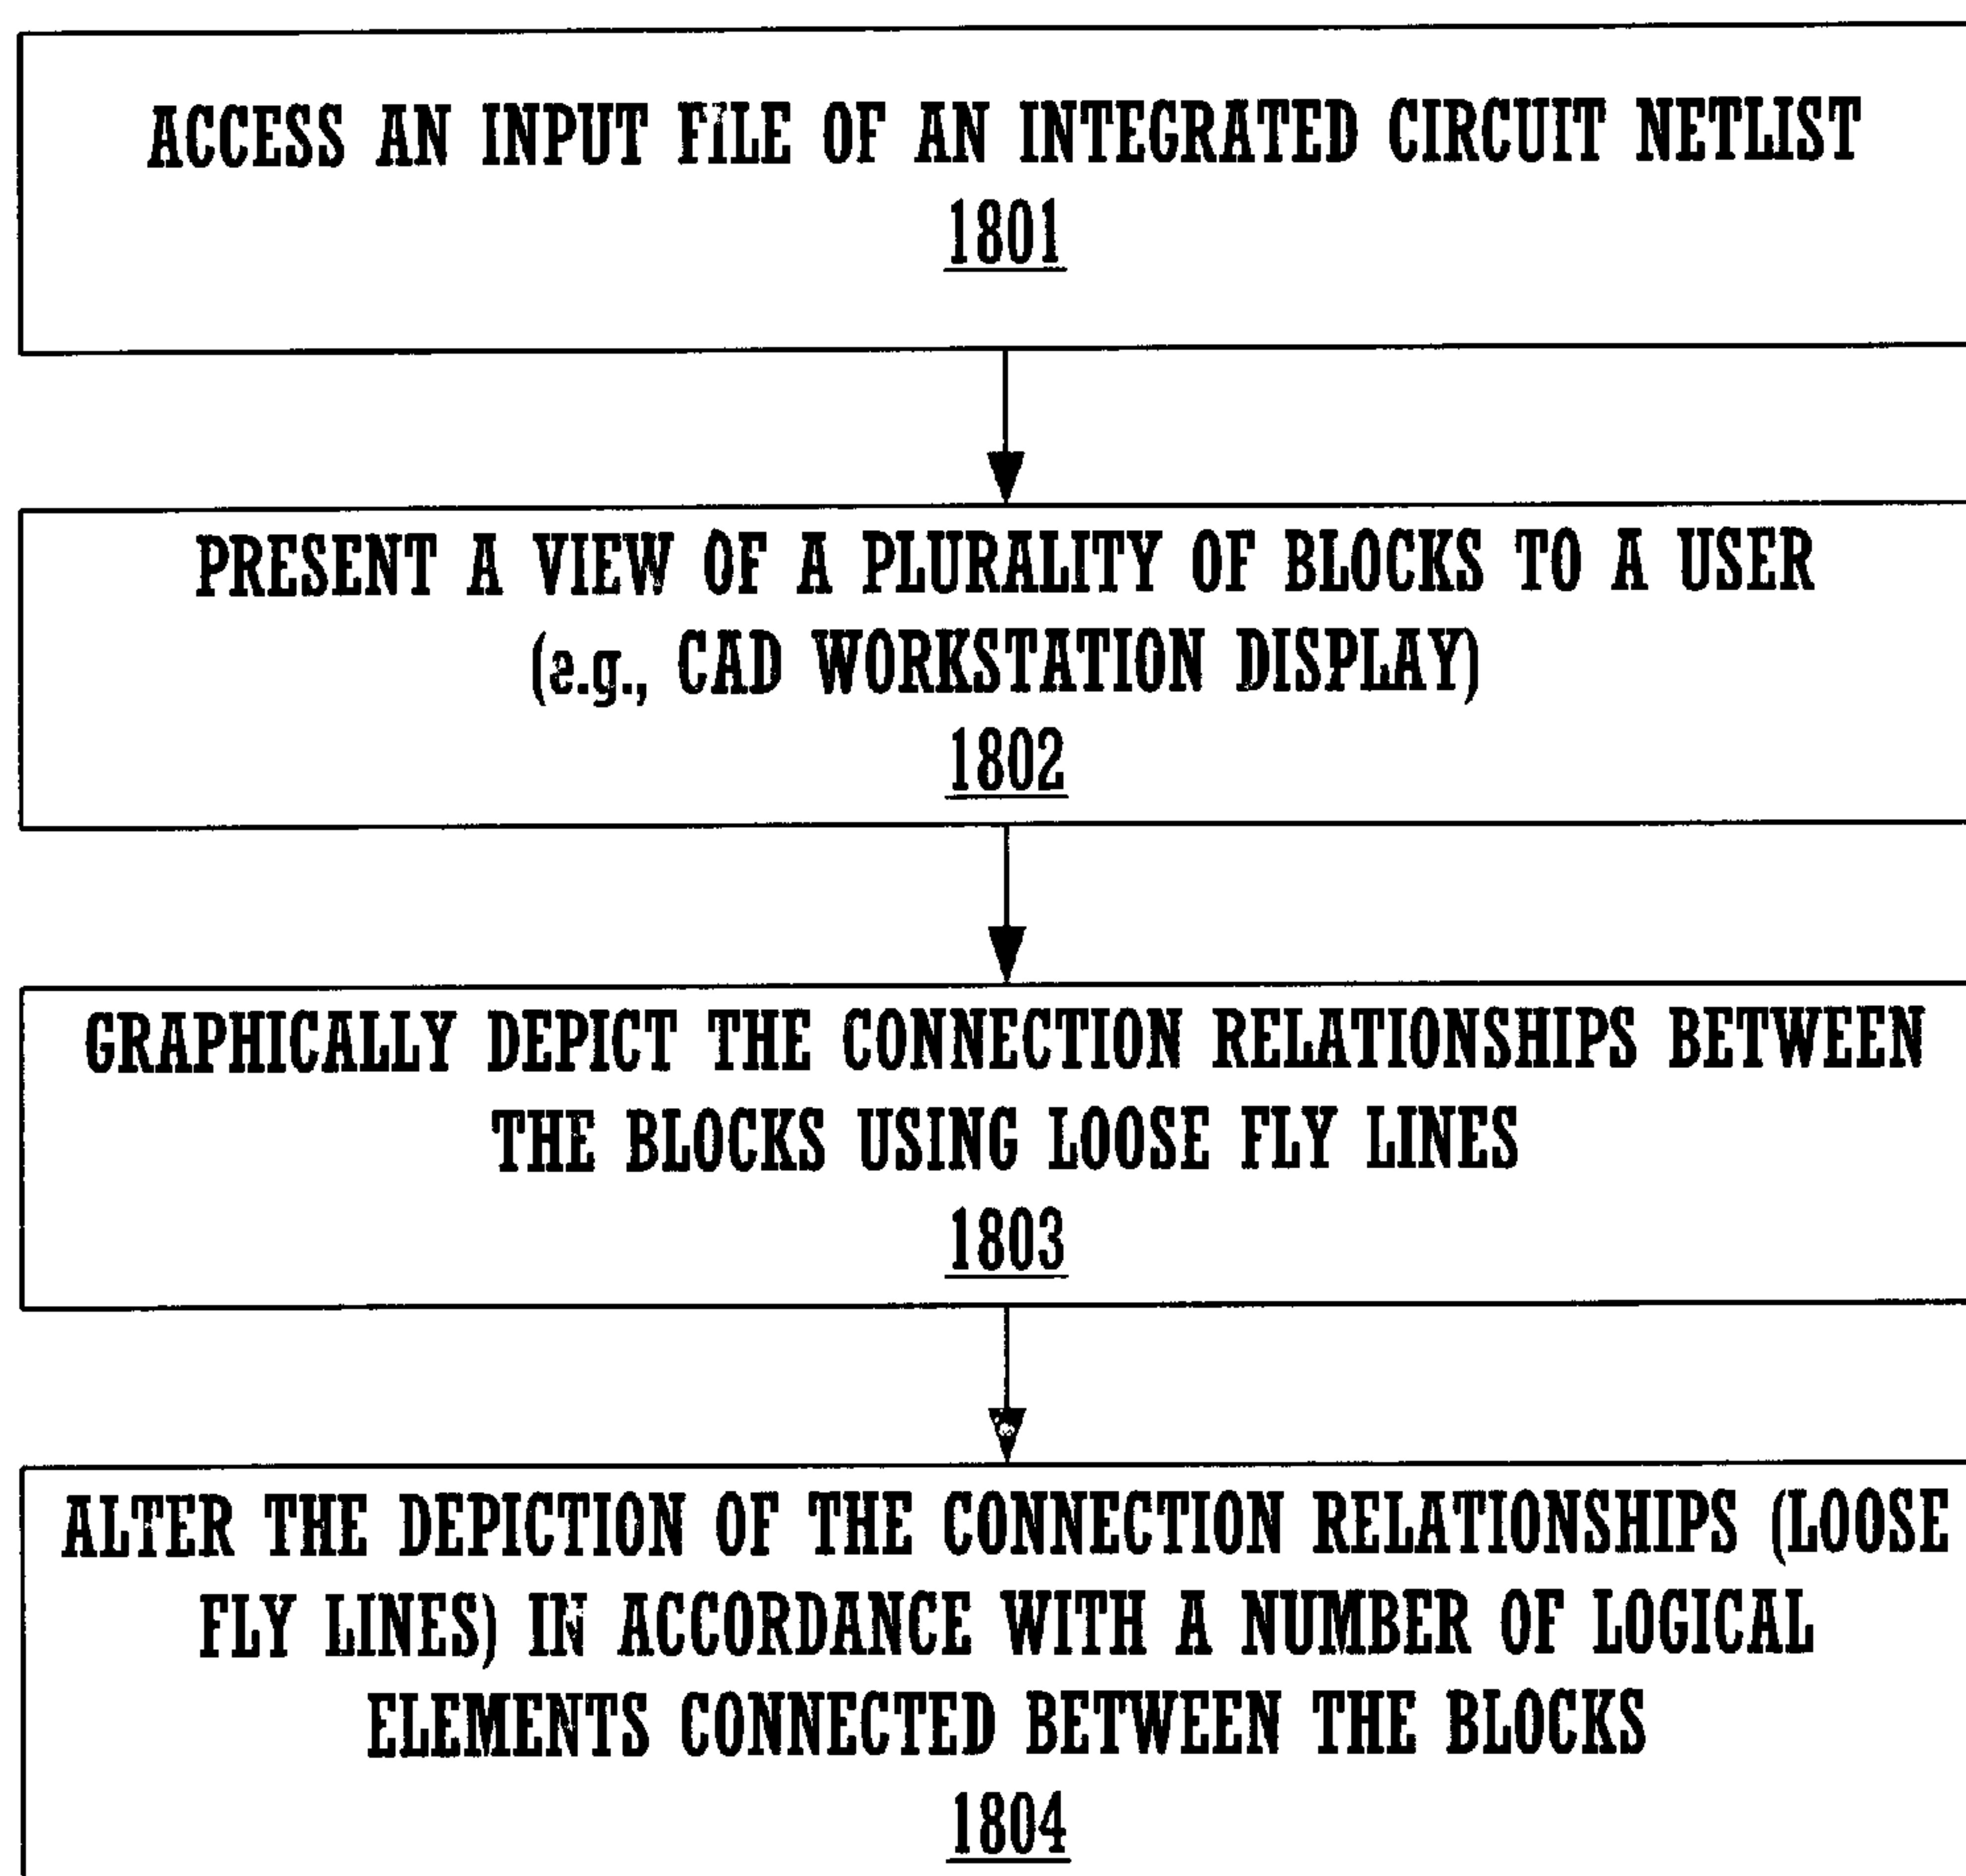 ACCESS AN INPUT FILE OF AN INTEGRATED CIRCUIT NETLIST
1801
PRESENT A VIEW OF A PLURALITY OF BLOCKS TO A USER
(e.g., CAD WORKSTATION DISPLAY)
1802
GRAPHICALLY DEPICT THE CONNECTION RELATIONSHIPS BETWEEN
THE BLOCKS USING LOOSE FLY LINES
1803
ALTER THE DEPICTION OF THE CONNECTION RELATIONSHIPS (LOOSE
FLY LINES) IN ACCORDANCE WITH A NUMBER OF LOGICAL
ELEMENTS CONNECTED BETWEEN THE BLOCKS
1804